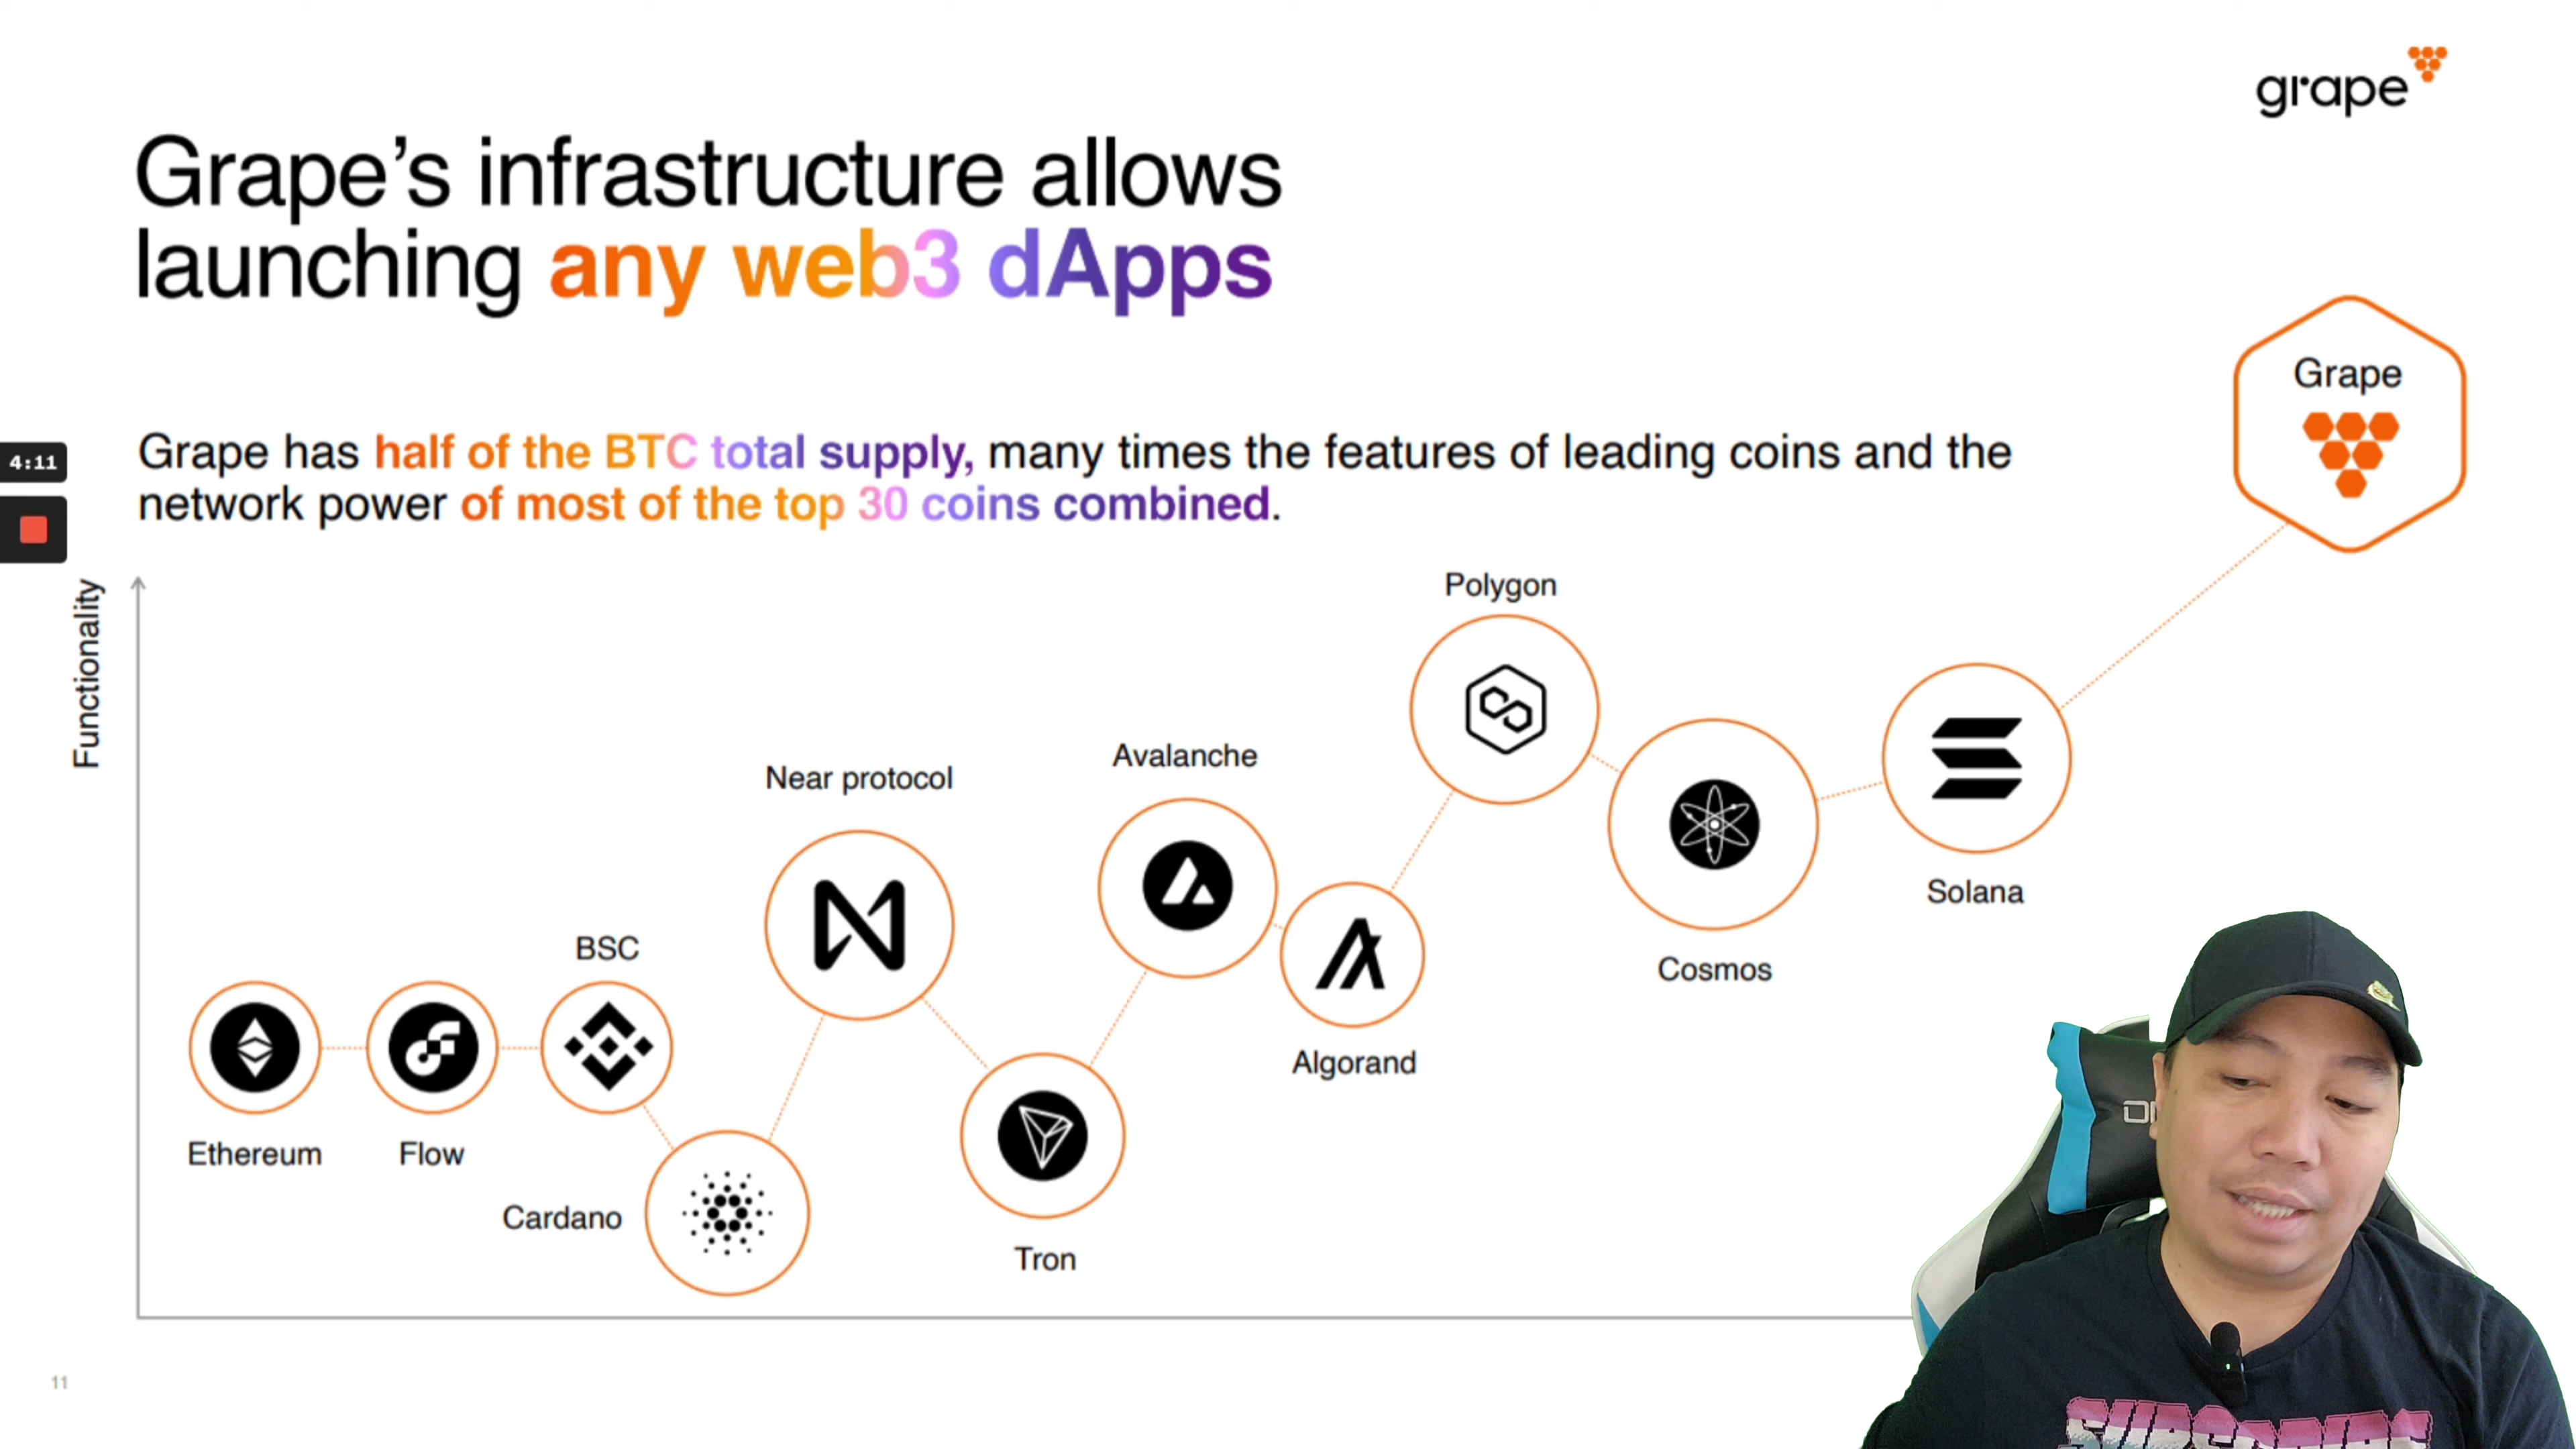 grape
Grape's infrastructure allows
launching any web3 dApps
Grape
Grape has half of the BTC total supply, many times the features of leading coins and the
network power of most of the top 30 coins combined.
4:11
Functionality
Polygon
Avalanche
Near protocol
Solana
BSC
Cosmos
Algorand
Ethereum
Flow
Cardano
Tron
11